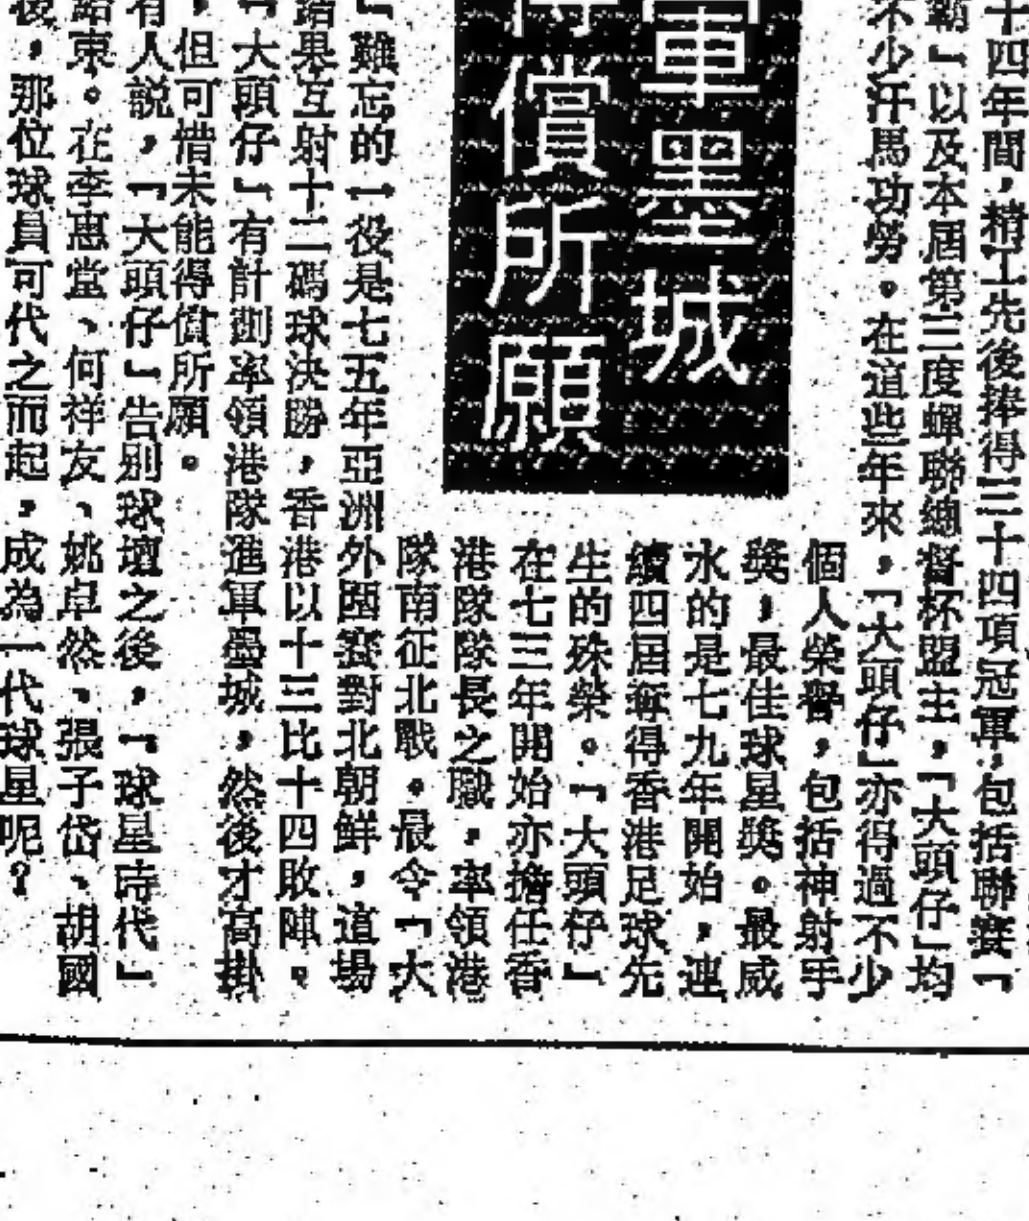 十四年間，精工先後捧得三十四項冠軍，包括聯賽「
霸」以及本屆第三度蟬聯總督杯盟主，「大頭仔」均
不少汗馬功勞。在這些年來，「大頭仔」亦得過不少
個人榮譽，包括神射手
獎，最佳球星獎。最威
水的是七九年開始，連
續四屆奪得香港足球先
生的殊榮。「大頭仔」
在七三年開始亦擔任香
港隊隊長之職，率領港
隊南征北戰。最令「大
軍墨城
償所願
」難忘的一役是七五年亞洲外圍賽對北朝鮮，這場
結果互射十二碼球決勝，香港以十三比十四敗陣。
「大頭仔」有計劃率領港隊進軍墨城，然後才高掛
，但可惜未能得償所願。
有人說，「大頭仔」告別球壇之後，「球星時代」
結束。在李惠堂、何祥友、姚卓然、張子岱、胡國
後，那位球員可代之而起，成為一代球星呢？